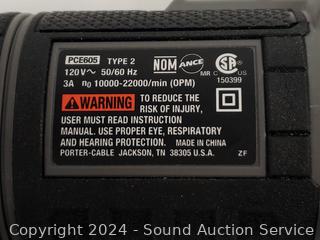 PCE605 TYPE 2
120V~ 50/60 Hz
3A n0 10000-22000/min (OPM)
NOM ANCE
MR C US
150399
WARNING TO REDUCE THE
RISK OF INJURY,
USER MUST READ INSTRUCTION
MANUAL. USE PROPER EYE, RESPIRATORY
AND HEARING PROTECTION. MADE IN CHINA
PORTER-CABLE JACKSON, TN 38305 U.S.A. ZF
Copyright 2024 - Sound Auction Service